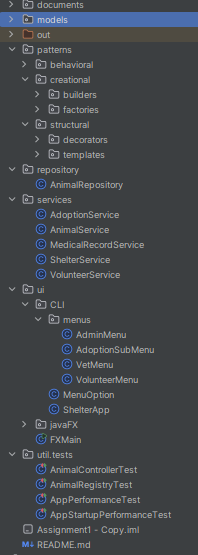 documents
models
out
patterns
behavioral
creational
builders
factories
structural
decorators
templates
repository
AnimalRepository
services
AdoptionService
AnimalService
MedicalRecordService
ShelterService
VolunteerService
ui
CLI
menus
AdminMenu
AdoptionSubMenu
VetMenu
VolunteerMenu
MenuOption
ShelterApp
javaFX
FXMain
util.tests
AnimalControllerTest
AnimalRegistryTest
AppPerformanceTest
AppStartupPerformanceTest
Assignment1 - Copy.iml
README.md